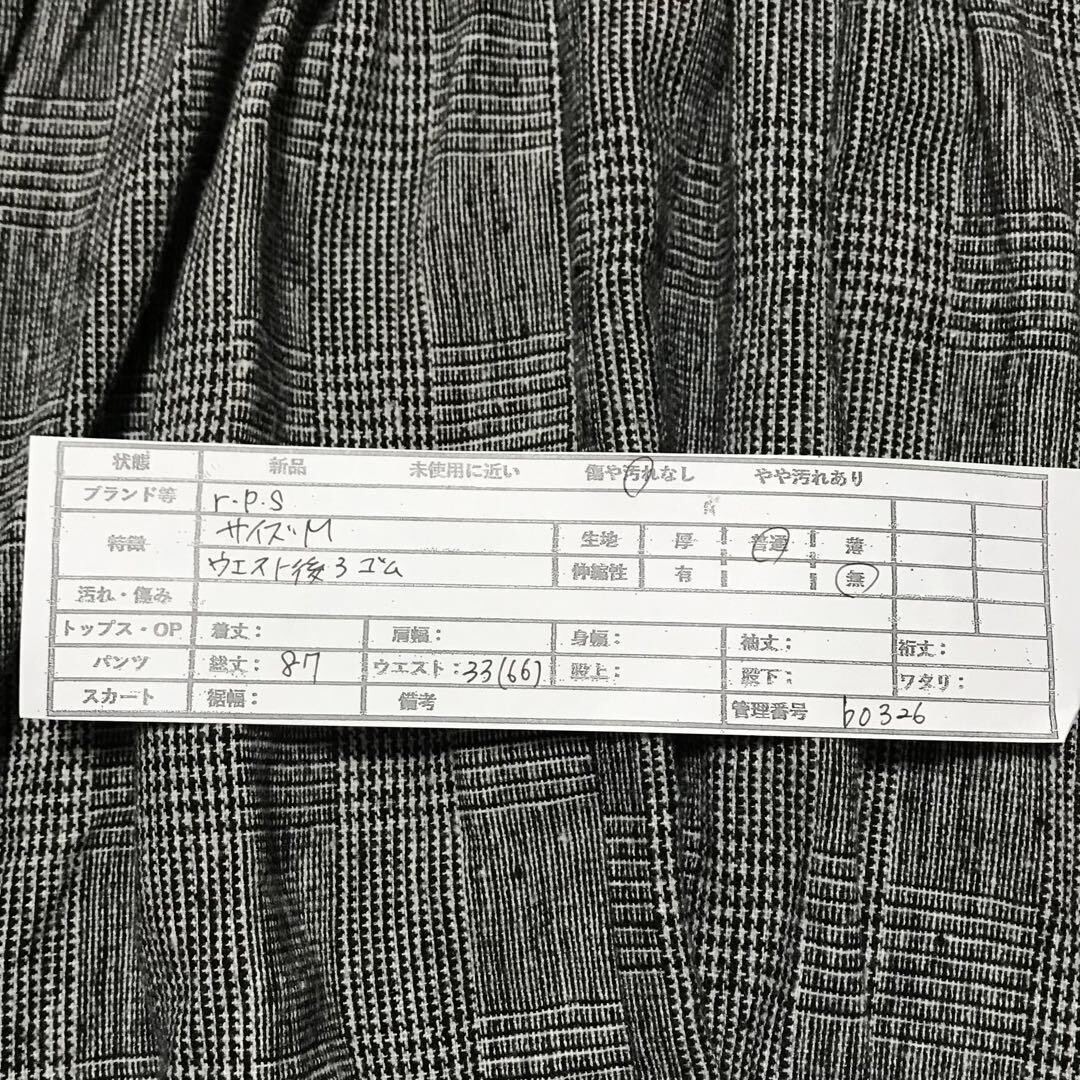 状態 新品 未使用に近い 傷や汚れなし やや汚れあり
ブランド等 r.p.s
特徴 サイズM 生地 厚 普通 薄
ウエスト後ろゴム 伸縮性 有 無
汚れ・傷み
トップス・OP 着丈: 肩幅: 身幅: 袖丈: 裄丈:
パンツ 総丈: 87 ウエスト: 33(66) 股上: 股下: ワタリ:
スカート 裾幅: 備考 管理番号 b0326